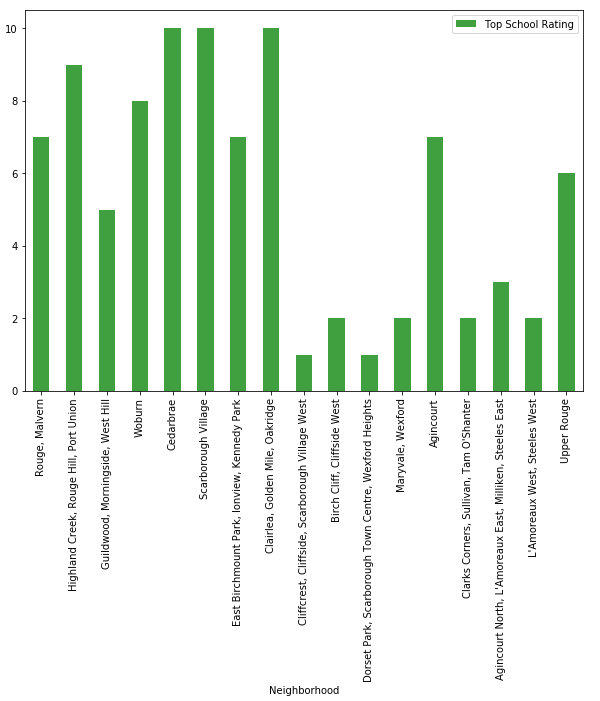 Top School Rating
10
8
6
4
2
0
Rouge, Malvern
Highland Creek, Rouge Hill, Port Union
Guildwood, Morningside, West Hill
Woburn
Cedarbrae
Scarborough Village
East Birchmount Park, Ionview, Kennedy Park
Clairlea, Golden Mile, Oakridge
Cliffcrest, Cliffside, Scarborough Village West
Birch Cliff, Cliffside West
Dorset Park, Scarborough Town Centre, Wexford Heights
Maryvale, Wexford
Agincourt
Clarks Corners, Sullivan, Tam O'Shanter
Agincourt North, L'Amoreaux East, Milliken, Steeles East
L'Amoreaux West, Steeles West
Upper Rouge
Neighborhood